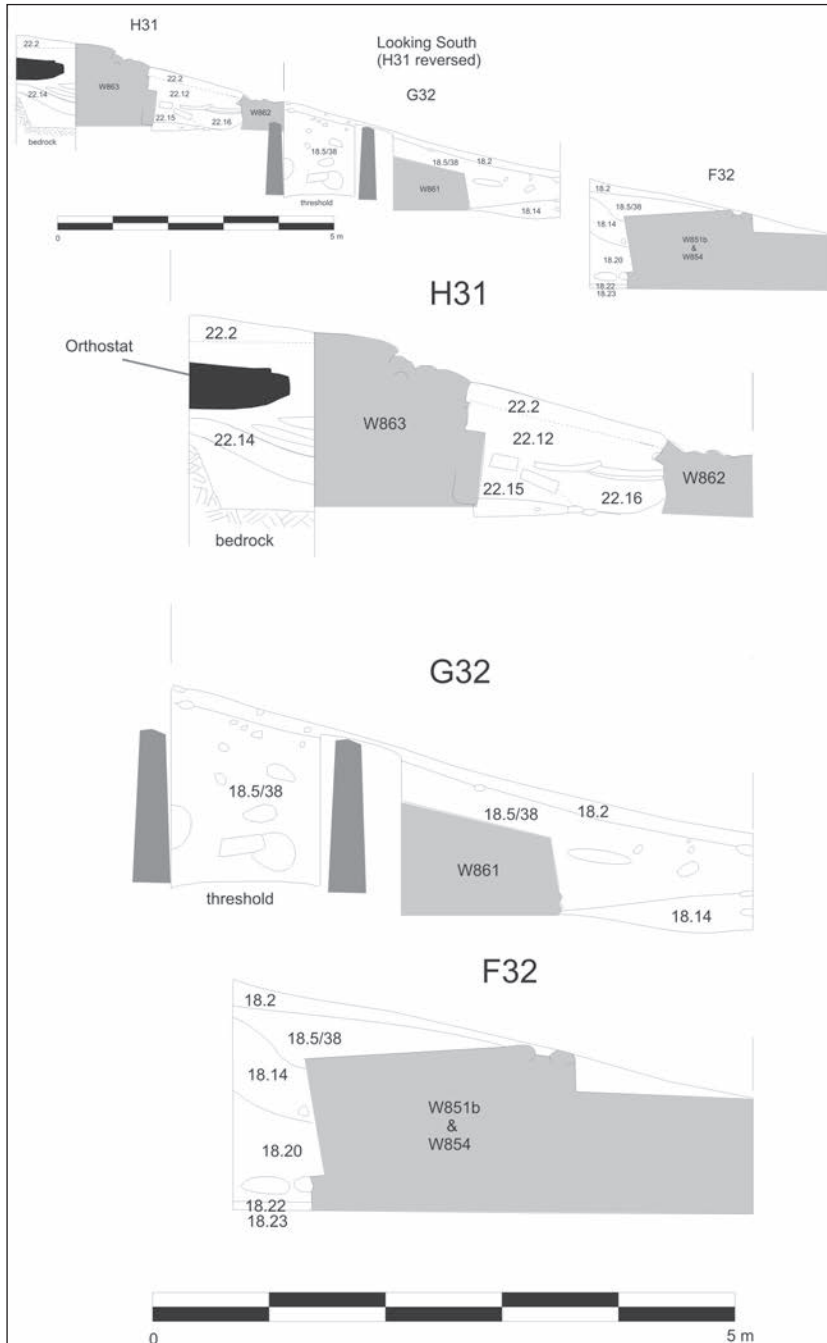 H31
Looking South
(H31 reversed)
G32
22.2
W863
22.2
22.12
22.14
22.15
22.16
W862
bedrock
18.5/38
threshold
18.5/38
18.2
W861
18.14
F32
18.2
18.5/38
18.14
18.20
18.22
18.23
W851b
&
W854
0
5 m
H31
Orthostat
22.2
W863
22.2
22.12
22.14
22.15
22.16
W862
bedrock
G32
18.5/38
threshold
18.5/38
18.2
W861
18.14
F32
18.2
18.5/38
18.14
18.20
18.22
18.23
W851b
&
W854
0
5 m